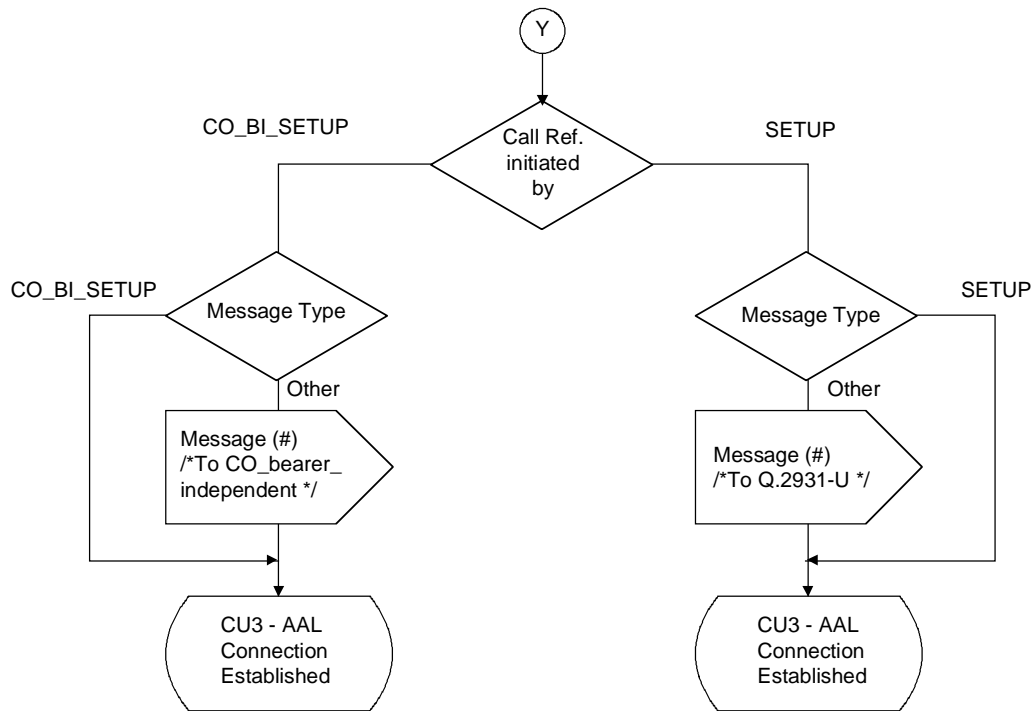 Y
CO_BI_SETUP
SETUP
Call Ref.
initiated
by
CO_BI_SETUP
SETUP
Message Type
Message Type
Other
Other
Message (#)
/*To CO_bearer_
independent */
Message (#)
/*To Q.2931-U */
CU3 - AAL
Connection
Established
CU3 - AAL
Connection
Established